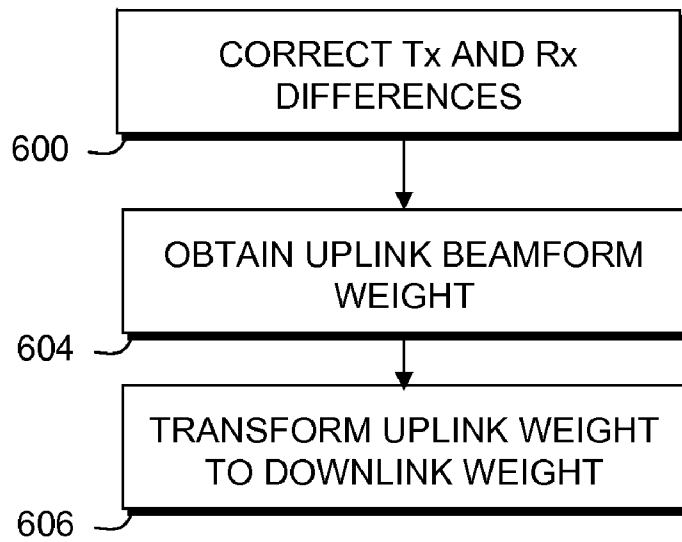 CORRECT Tx AND Rx
DIFFERENCES
600
OBTAIN UPLINK BEAMFORM
WEIGHT
604
TRANSFORM UPLINK WEIGHT
TO DOWNLINK WEIGHT
606